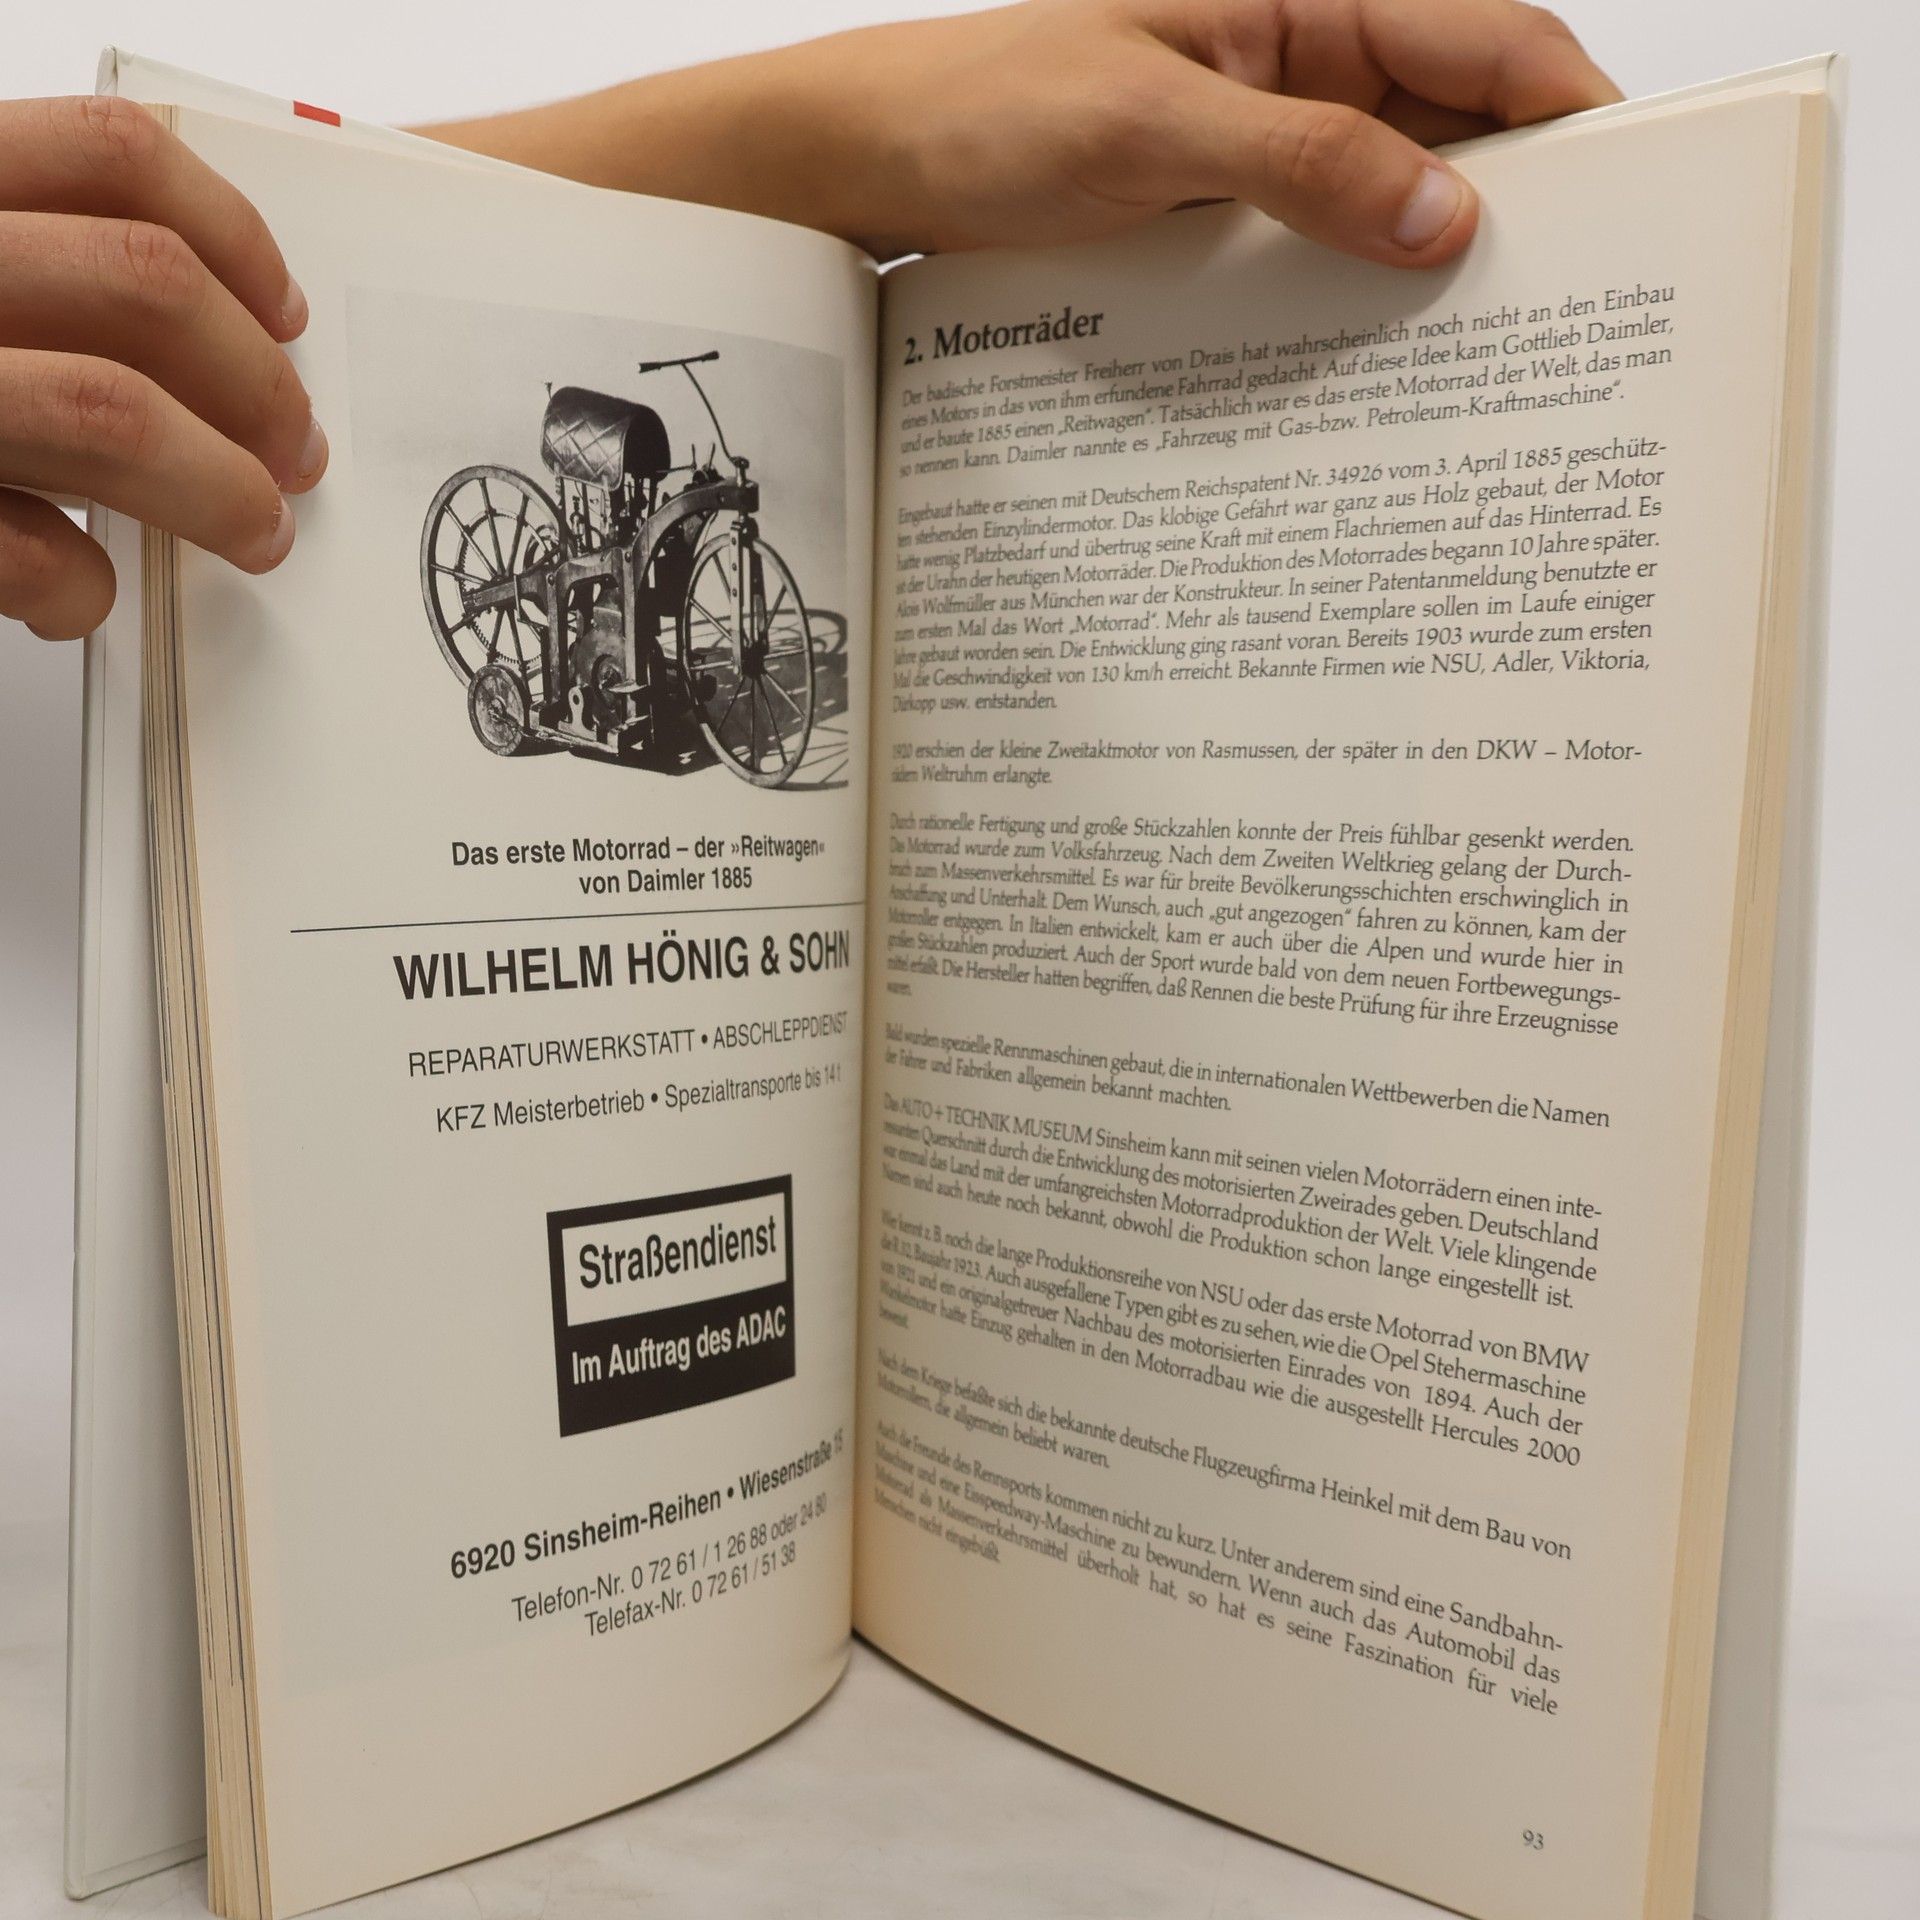 Das erste Motorrad – der »Reitwagen«
von Daimler 1885
WILHELM HÖNIG & SOHN
REPARATURWERKSTATT • ABSCHLEPPDIENST
KFZ Meisterbetrieb • Spezialtransporte bis 14 t
Straßendienst
Im Auftrag des ADAC
6920 Sinsheim-Reihen • Wiesenstraße 15
Telefon-Nr. 0 72 61 / 1 26 88 oder 24 80
Telefax-Nr. 0 72 61 / 51 38
2. Motorräder
Der badische Forstmeister Freiherr von Drais hat wahrscheinlich noch nicht an den Einbau
eines Motors in das von ihm erfundene Fahrrad gedacht. Auf diese Idee kam Gottlieb Daimler,
und er baute 1885 einen „Reitwagen“. Tatsächlich war es das erste Motorrad der Welt, das man
so nennen kann. Daimler nannte es „Fahrzeug mit Gas-bzw. Petroleum-Kraftmaschine“.
Eingebaut hatte er seinen mit Deutschem Reichspatent Nr. 34926 vom 3. April 1885 geschütz-
ten stehenden Einzylindermotor. Das klobige Gefährt war ganz aus Holz gebaut, der Motor
hatte wenig Platzbedarf und übertrug seine Kraft mit einem Flachriemen auf das Hinterrad. Es
ist der Urahn der heutigen Motorräder. Die Produktion des Motorrades begann 10 Jahre später.
Alois Wolfmüller aus München war der Konstrukteur. In seiner Patentanmeldung benutzte er
zum ersten Mal das Wort „Motorrad“. Mehr als tausend Exemplare sollen im Laufe einiger
Jahre gebaut worden sein. Die Entwicklung ging rasant voran. Bereits 1903 wurde zum ersten
Mal die Geschwindigkeit von 130 km/h erreicht. Bekannte Firmen wie NSU, Adler, Viktoria,
Dürkopp usw. entstanden.
1920 erschien der kleine Zweitaktmotor von Rasmussen, der später in den DKW – Motor-
rädern Weltruhm erlangte.
Durch rationelle Fertigung und große Stückzahlen konnte der Preis fühlbar gesenkt werden.
Das Motorrad wurde zum Volksfahrzeug. Nach dem Zweiten Weltkrieg gelang der Durch-
bruch zum Massenverkehrsmittel. Es war für breite Bevölkerungsschichten erschwinglich in
Anschaffung und Unterhalt. Dem Wunsch, auch „gut angezogen“ fahren zu können, kam der
Motorroller entgegen. In Italien entwickelt, kam er auch über die Alpen und wurde hier in
großen Stückzahlen produziert. Auch der Sport wurde bald von dem neuen Fortbewegungs-
mittel erfaßt. Die Hersteller hatten begriffen, daß Rennen die beste Prüfung für ihre Erzeugnisse
waren.
Bald wurden spezielle Rennmaschinen gebaut, die in internationalen Wettbewerben die Namen
der Fahrer und Fabriken allgemein bekannt machten.
Das AUTO + TECHNIK MUSEUM Sinsheim kann mit seinen vielen Motorrädern einen inte-
ressanten Querschnitt durch die Entwicklung des motorisierten Zweirades geben. Deutschland
war einmal das Land mit der umfangreichsten Motorradproduktion der Welt. Viele klingende
Namen sind auch heute noch bekannt, obwohl die Produktion schon lange eingestellt ist.
Wer kennt z. B. noch die lange Produktionsreihe von NSU oder das erste Motorrad von BMW
die R 32, Baujahr 1923. Auch ausgefallene Typen gibt es zu sehen, wie die Opel Stehermaschine
von 1921 und ein originalgetreuer Nachbau des motorisierten Einrades von 1894. Auch der
Wankelmotor hatte Einzug gehalten in den Motorradbau wie die ausgestellt Hercules 2000
beweist.
Nach dem Kriege befaßte sich die bekannte deutsche Flugzeugfirma Heinkel mit dem Bau von
Motorrollern, die allgemein beliebt waren.
Auch die Freunde des Rennsports kommen nicht zu kurz. Unter anderem sind eine Sandbahn-
Maschine und eine Eisspeedway-Maschine zu bewundern. Wenn auch das Automobil das
Motorrad als Massenverkehrsmittel überholt hat, so hat es seine Faszination für viele
Menschen nicht eingebüßt.
93